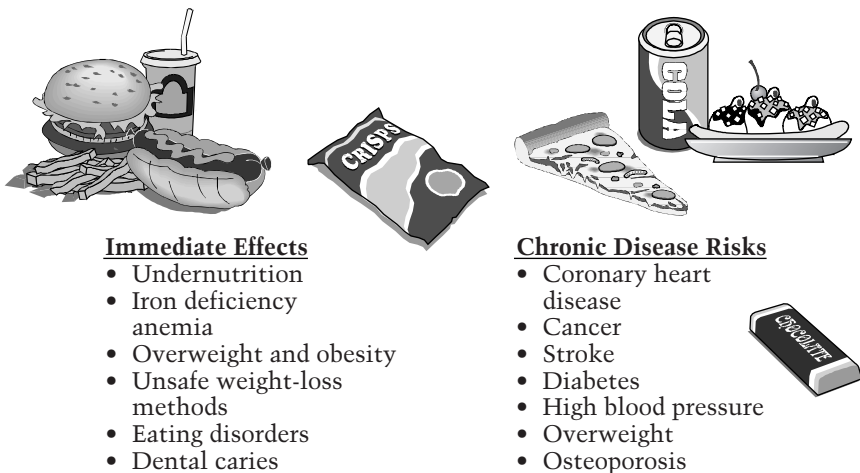 COLA
CRISPS
Immediate Effects
• Undernutrition
• Iron deficiency
anemia
• Overweight and obesity
• Unsafe weight-loss
methods
• Eating disorders
• Dental caries
Chronic Disease Risks
• Coronary heart
disease
• Cancer
• Stroke
• Diabetes
• High blood pressure
• Overweight
• Osteoporosis
CHOCOLATE